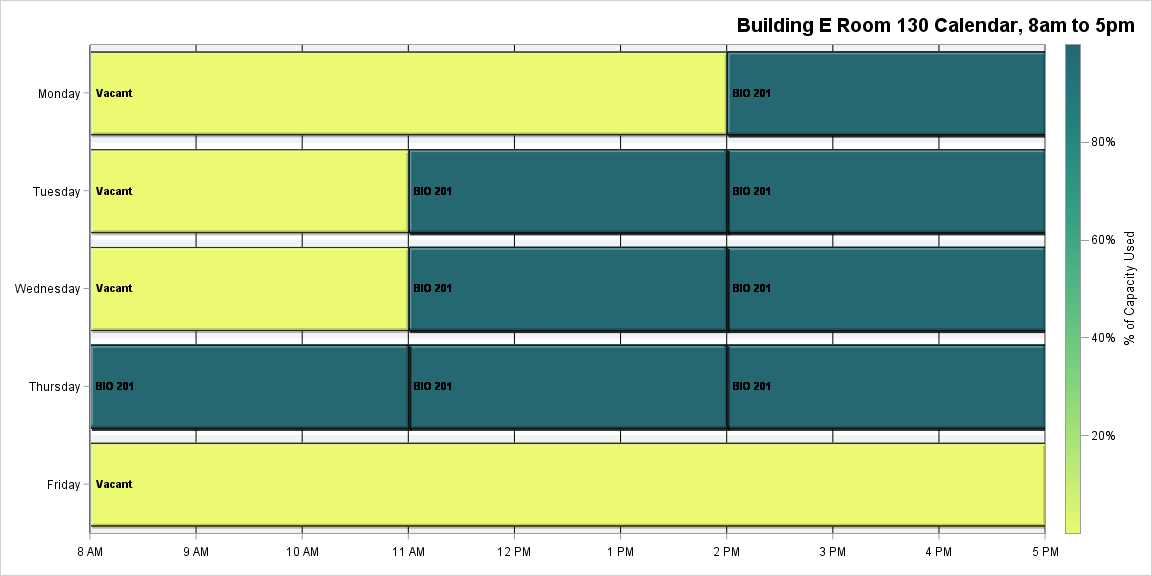 Building E Room 130 Calendar, 8am to 5pm
Monday
Vacant
BIO 201
Tuesday
Vacant
BIO 201
BIO 201
Wednesday
Vacant
BIO 201
BIO 201
Thursday
BIO 201
BIO 201
BIO 201
Friday
Vacant
8 AM
9 AM
10 AM
11 AM
12 PM
1 PM
2 PM
3 PM
4 PM
5 PM
80%
60%
40%
20%
% of Capacity Used